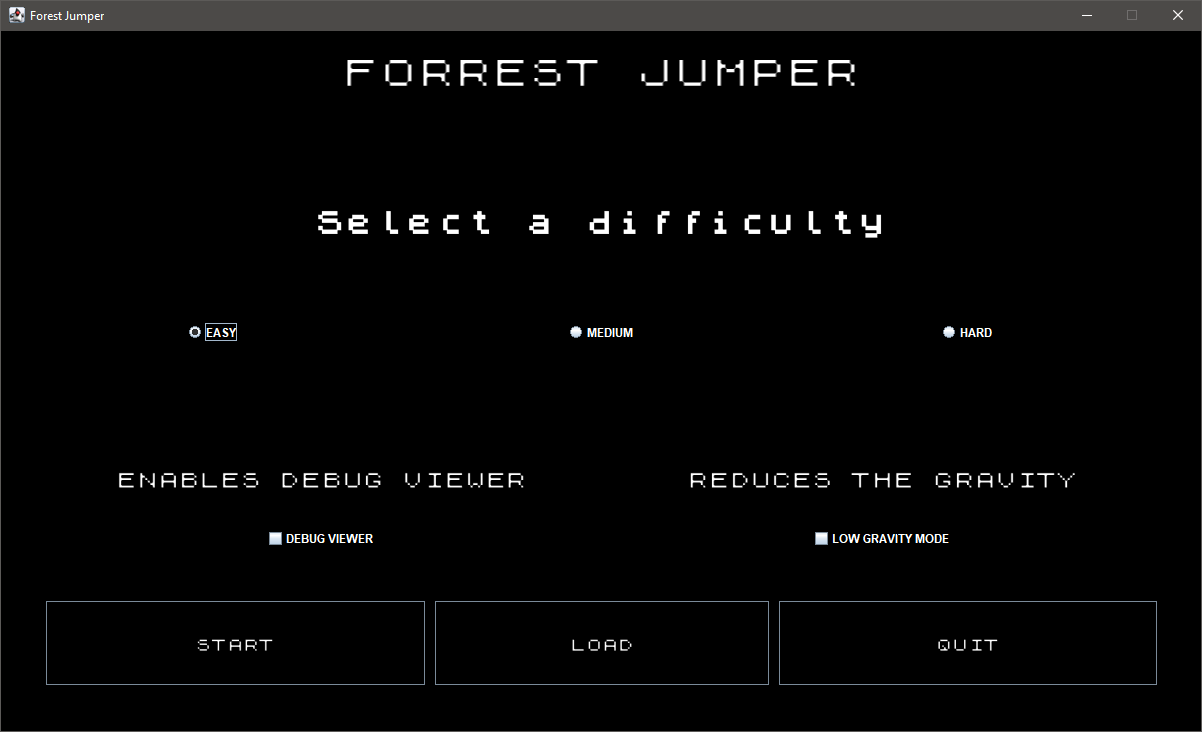 Forest Jumper
FORREST JUMPER
Select a difficulty
EASY MEDIUM HARD
ENABLES DEBUG VIEWER REDUCES THE GRAVITY
DEBUG VIEWER LOW GRAVITY MODE
START LOAD QUIT